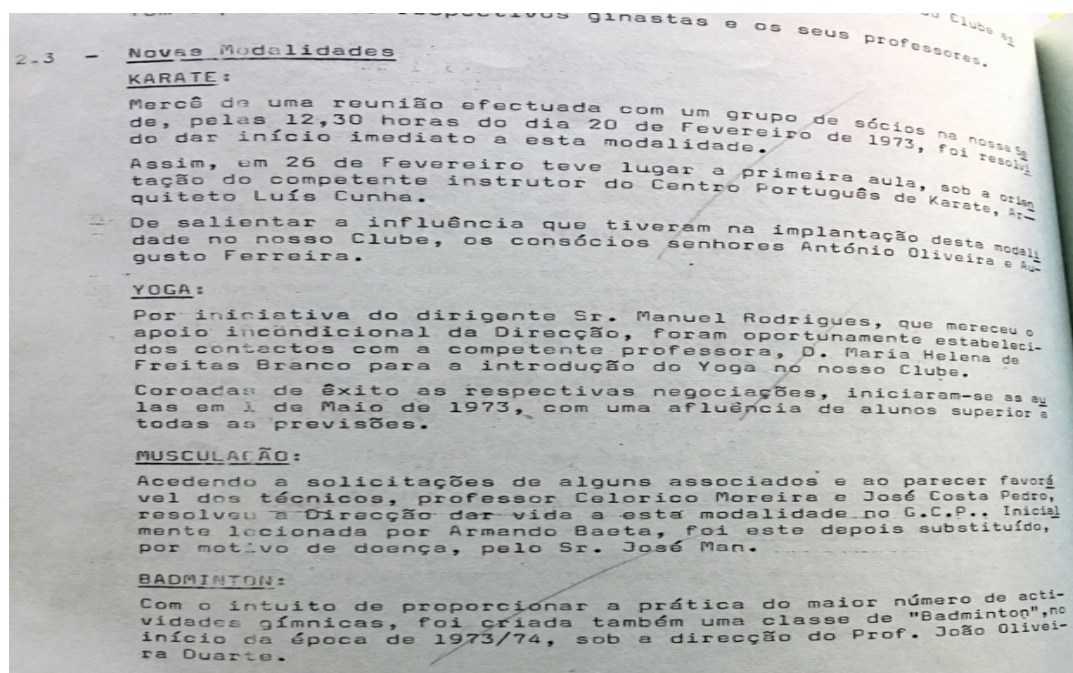 respectivos ginastas e os seus professores.
2.3 - Novas Modalidades
KARATE:
Mercê de uma reunião efectuada com um grupo de sócios na nossa Se
de, pelas 12,30 horas do dia 20 de Fevereiro de 1973, foi resolvi
do dar início imediato a esta modalidade.
Assim, em 26 de Fevereiro teve lugar a primeira aula, sob a orien
tação do competente instrutor do Centro Português de Karate, Ar-
quiteto Luís Cunha.
De salientar a influência que tiveram na implantação desta modali
dade no nosso Clube, os consócios senhores António Oliveira e Au-
gusto Ferreira.
YOGA:
Por iniciativa do dirigente Sr. Manuel Rodrigues, que mereceu o
apoio incondicional da Direcção, foram oportunamente estabeleci-
dos contactos com a competente professora, D. Maria Helena de
Freitas Branco para a introdução do Yoga no nosso Clube.
Coroadas de êxito as respectivas negociações, iniciaram-se as au
las em de Maio de 1973, com uma afluência de alunos superior a
todas as previsões.
MUSCULAÇÃO:
Acedendo a solicitações de alguns associados e ao parecer favorá
vel dos técnicos, professor Celorico Moreira e José Costa Pedro,
resolveu a Direcção dar vida a esta modalidade no G.C.P.. Inicial
mente lecionada por Armando Baeta, foi este depois substituído,
por motivo de doença, pelo Sr. José Man.
BADMINTON:
Com o intuito de proporcionar a prática do maior número de acti-
vidades gímnicas, foi criada também uma classe de "Badminton",no
início da época de 1973/74, sob a direcção do Prof. João Olivei-
ra Duarte.